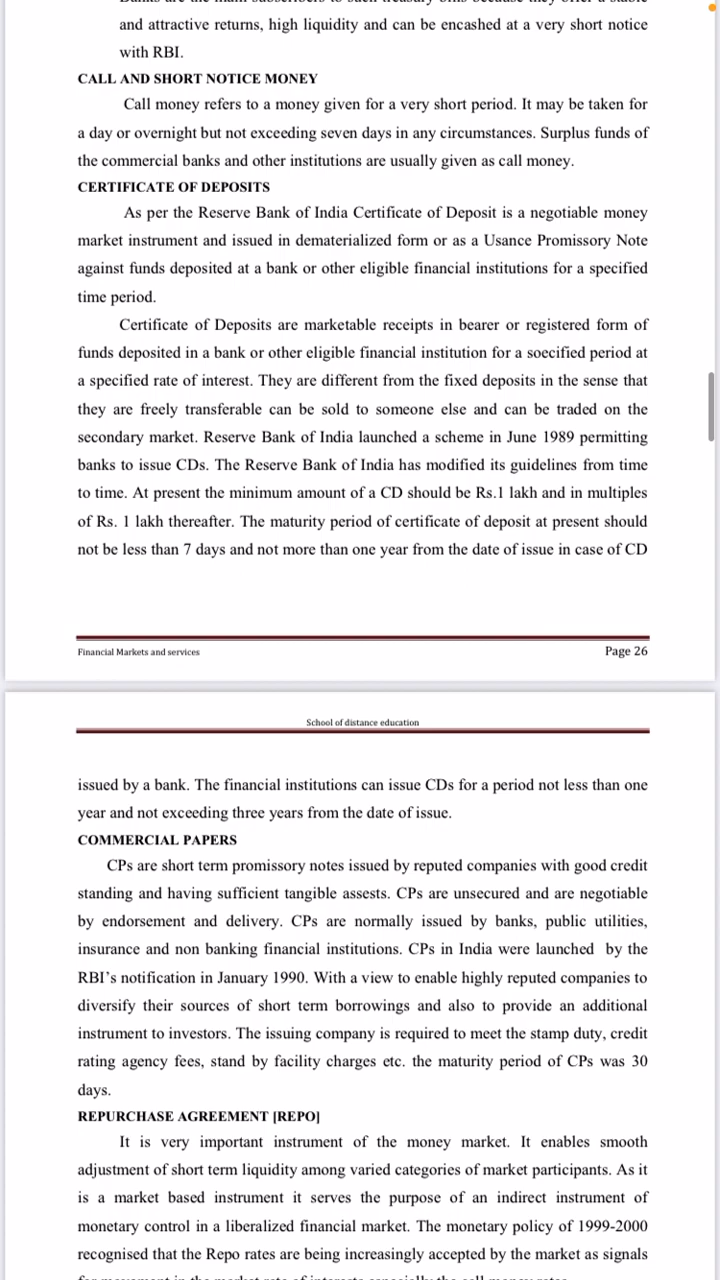 and attractive returns, high liquidity and can be encashed at a very short notice
with RBI.
CALL AND SHORT NOTICE MONEY
Call money refers to a money given for a very short period. It may be taken for
a day or overnight but not exceeding seven days in any circumstances. Surplus funds of
the commercial banks and other institutions are usually given as call money.
CERTIFICATE OF DEPOSITS
As per the Reserve Bank of India Certificate of Deposit is a negotiable money
market instrument and issued in dematerialized form or as a Usance Promissory Note
against funds deposited at a bank or other eligible financial institutions for a specified
time period.
Certificate of Deposits are marketable receipts in bearer or registered form of
funds deposited in a bank or other eligible financial institution for a soecified period at
a specified rate of interest. They are different from the fixed deposits in the sense that
they are freely transferable can be sold to someone else and can be traded on the
secondary market. Reserve Bank of India launched a scheme in June 1989 permitting
banks to issue CDs. The Reserve Bank of India has modified its guidelines from time
to time. At present the minimum amount of a CD should be Rs.1 lakh and in multiples
of Rs. 1 lakh thereafter. The maturity period of certificate of deposit at present should
not be less than 7 days and not more than one year from the date of issue in case of CD
Financial Markets and services Page 26
School of distance education
issued by a bank. The financial institutions can issue CDs for a period not less than one
year and not exceeding three years from the date of issue.
COMMERCIAL PAPERS
CPs are short term promissory notes issued by reputed companies with good credit
standing and having sufficient tangible assests. CPs are unsecured and are negotiable
by endorsement and delivery. CPs are normally issued by banks, public utilities,
insurance and non banking financial institutions. CPs in India were launched by the
RBI's notification in January 1990. With a view to enable highly reputed companies to
diversify their sources of short term borrowings and also to provide an additional
instrument to investors. The issuing company is required to meet the stamp duty, credit
rating agency fees, stand by facility charges etc. the maturity period of CPs was 30
days.
REPURCHASE AGREEMENT [REPO]
It is very important instrument of the money market. It enables smooth
adjustment of short term liquidity among varied categories of market participants. As it
is a market based instrument it serves the purpose of an indirect instrument of
monetary control in a liberalized financial market. The monetary policy of 1999-2000
recognised that the Repo rates are being increasingly accepted by the market as signals